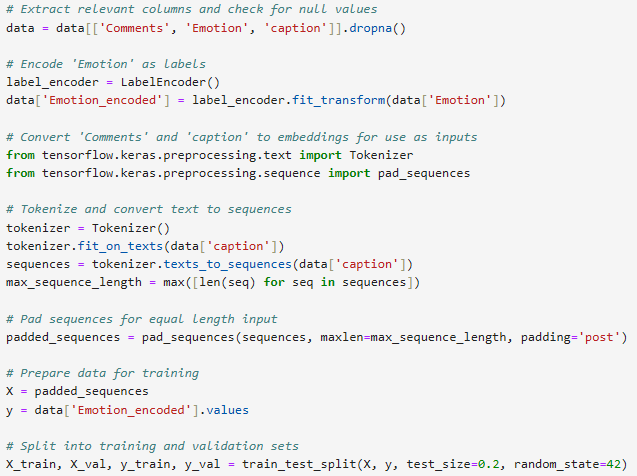 # Extract relevant columns and check for null values
data = data[['Comments', 'Emotion', 'caption']].dropna()
# Encode 'Emotion' as labels
label_encoder = LabelEncoder()
data['Emotion_encoded'] = label_encoder.fit_transform(data['Emotion'])
# Convert 'Comments' and 'caption' to embeddings for use as inputs
from tensorflow.keras.preprocessing.text import Tokenizer
from tensorflow.keras.preprocessing.sequence import pad_sequences
# Tokenize and convert text to sequences
tokenizer = Tokenizer()
tokenizer.fit_on_texts(data['caption'])
sequences = tokenizer.texts_to_sequences(data['caption'])
max_sequence_length = max([len(seq) for seq in sequences])
# Pad sequences for equal length input
padded_sequences = pad_sequences(sequences, maxlen=max_sequence_length, padding='post')
# Prepare data for training
X = padded_sequences
y = data['Emotion_encoded'].values
# Split into training and validation sets
X_train, X_val, y_train, y_val = train_test_split(X, y, test_size=0.2, random_state=42)